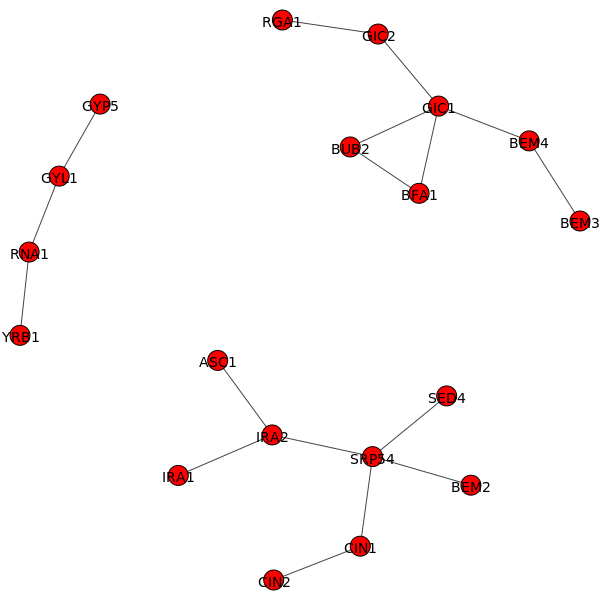 RGA1
GIC2
GYP5
GIC1
BEM4
BUB2
GYL1
BFA1
BEM3
RNA1
YRB1
ASC1
SED4
IRA2
SRP54
IRA1
BEM2
CIN1
CIN2